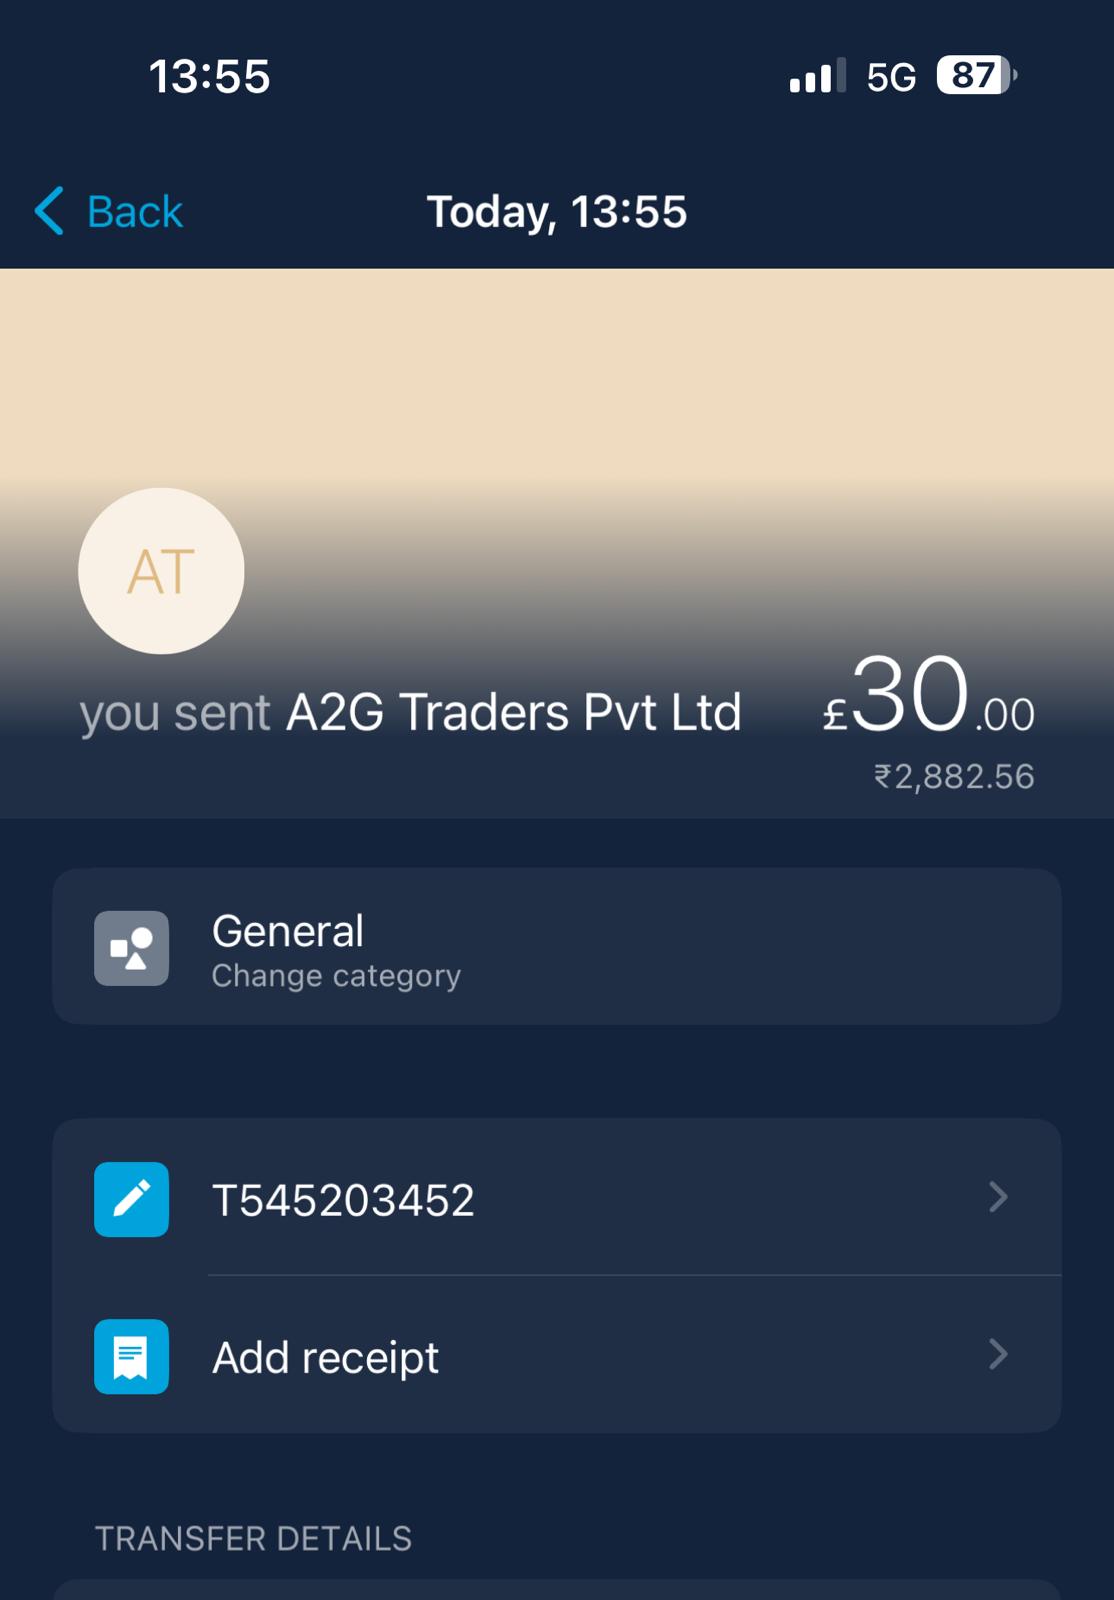 13:55 5G 87
Back Today, 13:55
AT
you sent A2G Traders Pvt Ltd £30.00
₹2,882.56
General
Change category
T545203452
Add receipt
TRANSFER DETAILS